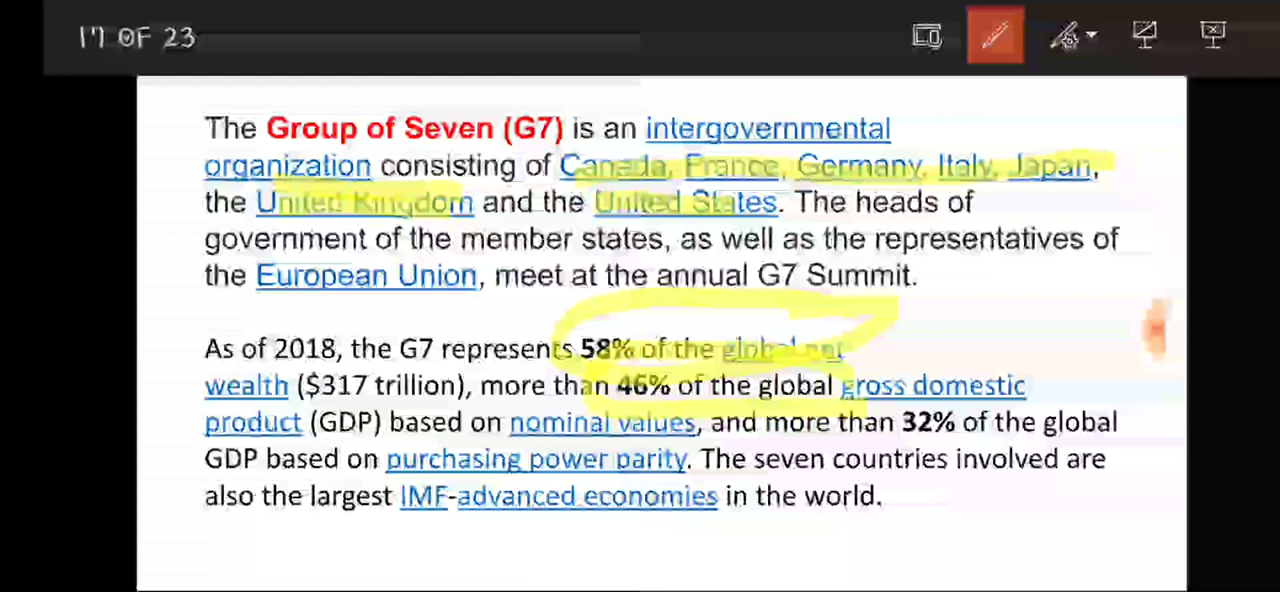 17 OF 23
The Group of Seven (G7) is an intergovernmental
organization consisting of Canada, France, Germany, Italy, Japan,
the United Kingdom and the United States. The heads of
government of the member states, as well as the representatives of
the European Union, meet at the annual G7 Summit.
As of 2018, the G7 represents 58% of the global net
wealth ($317 trillion), more than 46% of the global gross domestic
product (GDP) based on nominal values, and more than 32% of the global
GDP based on purchasing power parity. The seven countries involved are
also the largest IMF-advanced economies in the world.